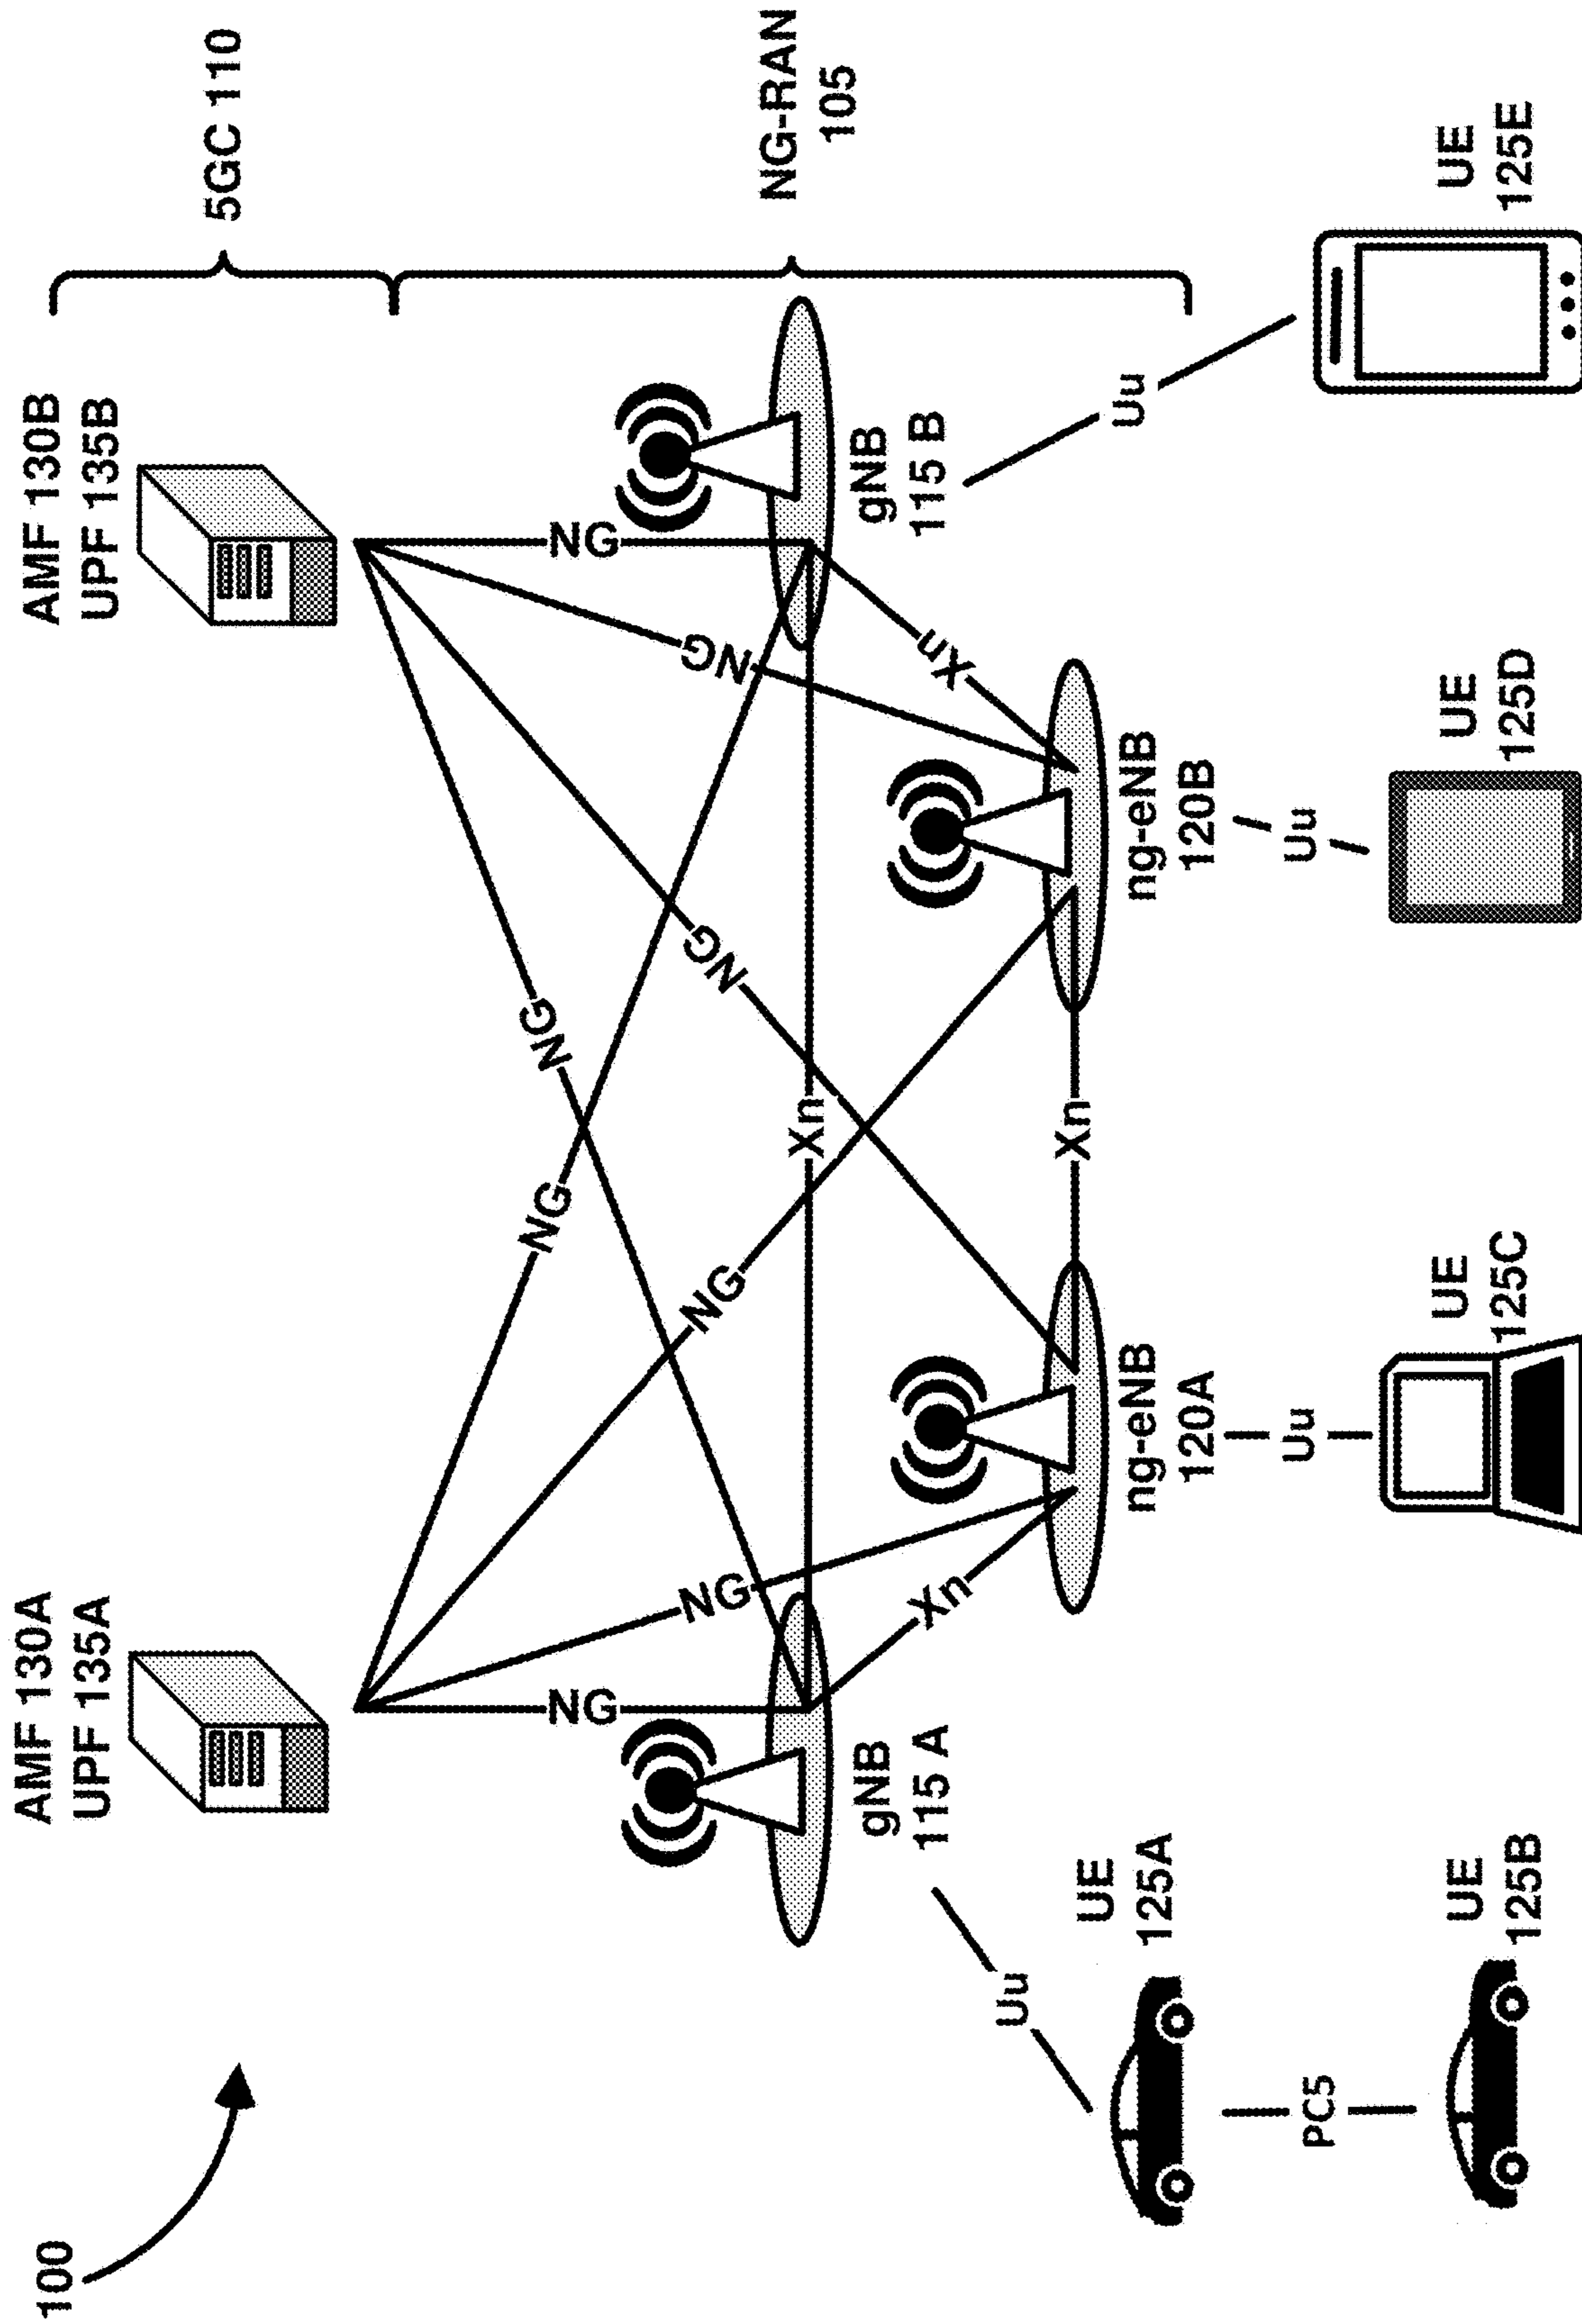 100
AMF 130A
UPF 135A
AMF 130B
UPF 135B
5GC 110
NG
NG
NG
NG
NG
NG
NG
NG
Xn
Xn
Xn
Xn
NG-RAN
105
gNB
115 A
gNB
115 B
ng-eNB
120A
ng-eNB
120B
Uu
Uu
Uu
Uu
UE
125A
PC5
UE
125B
UE
125C
UE
125D
UE
125E